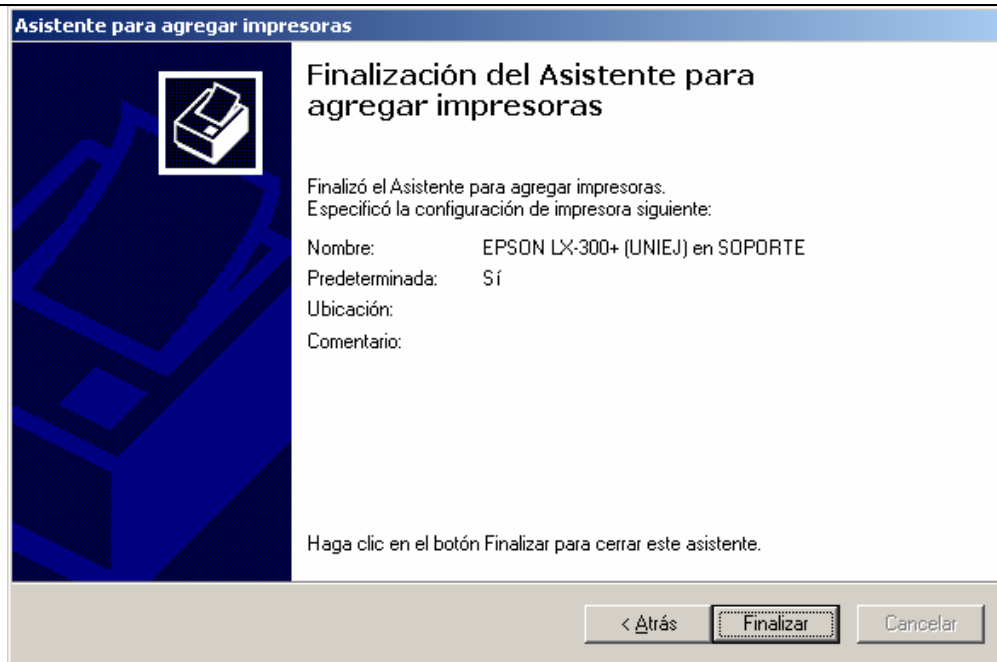 Asistente para agregar impresoras
Finalización del Asistente para
agregar impresoras
Finalizó el Asistente para agregar impresoras.
Especificó la configuración de impresora siguiente:
Nombre: EPSON LX-300+ (UNIEJ) en SOPORTE
Predeterminada: Sí
Ubicación:
Comentario:
Haga clic en el botón Finalizar para cerrar este asistente.
< Atrás Finalizar Cancelar